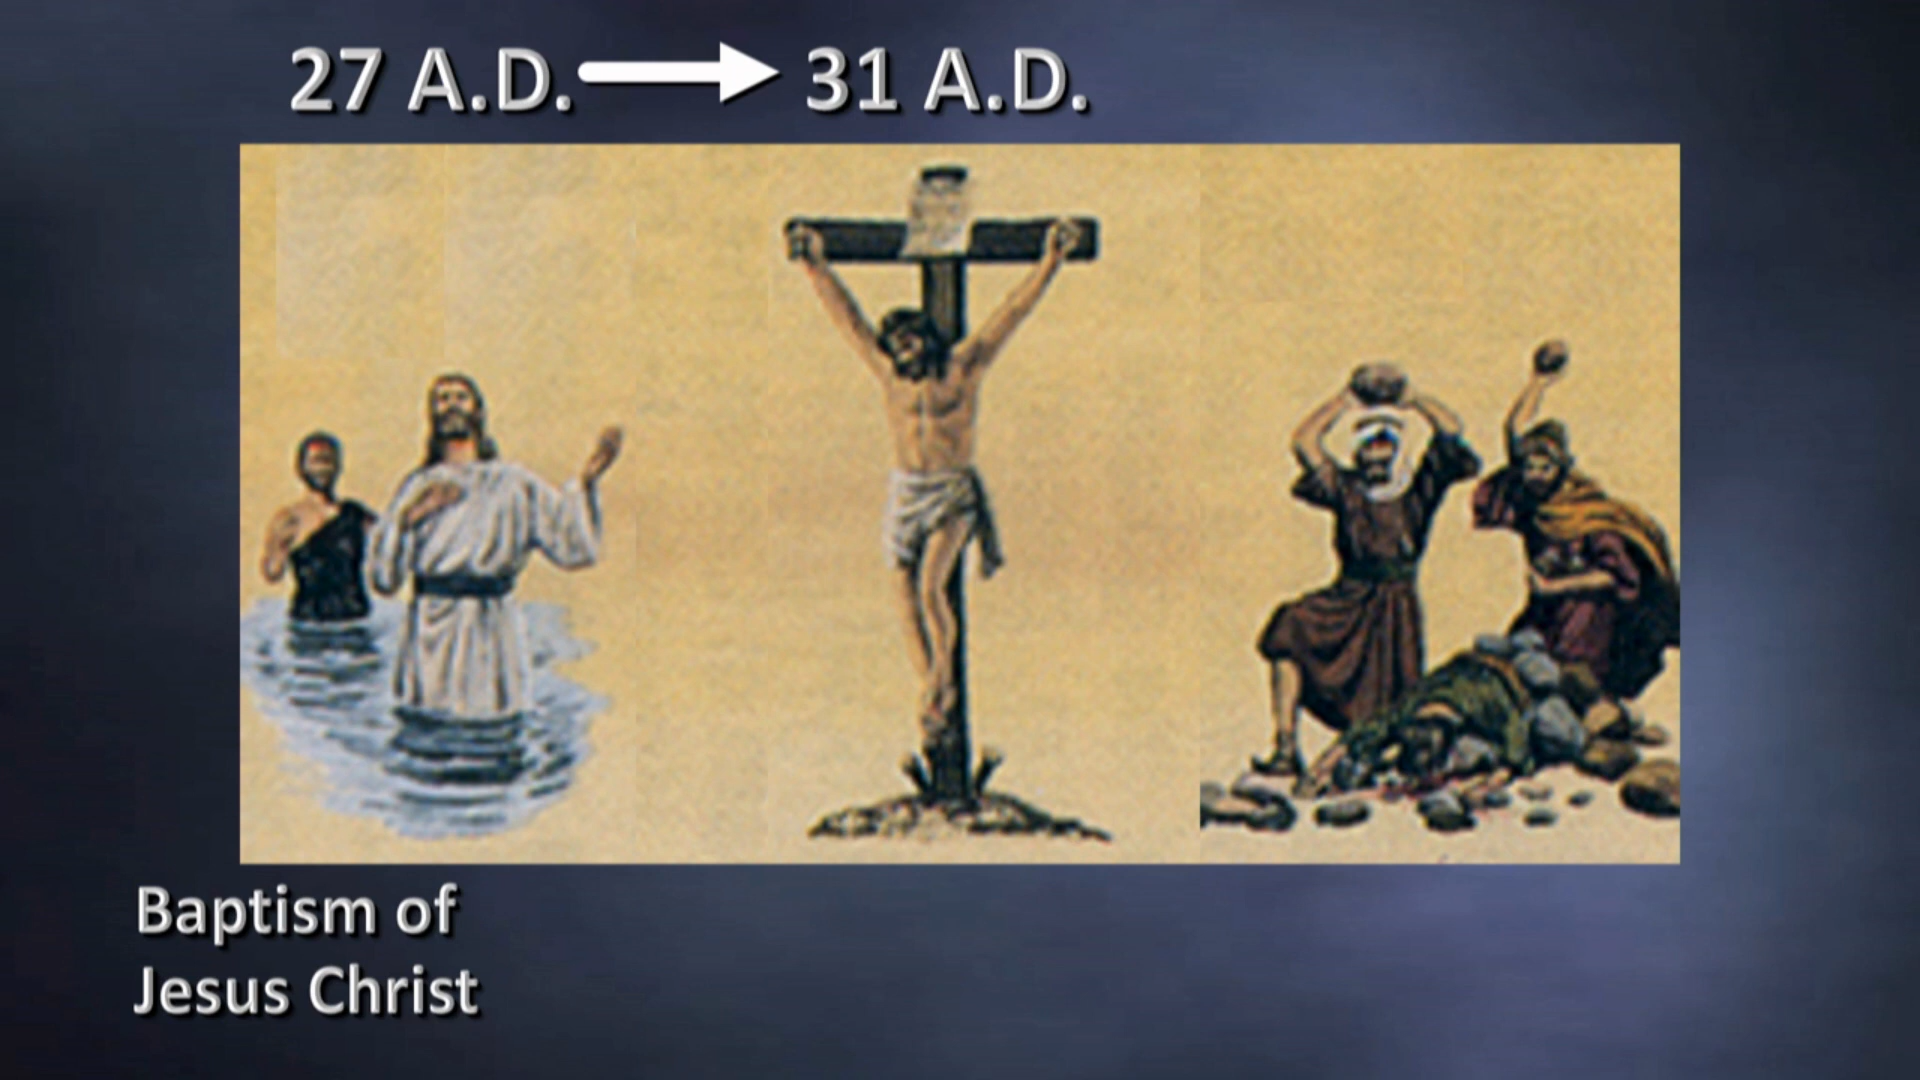 27 A.D. → 31 A.D.
Baptism of
Jesus Christ